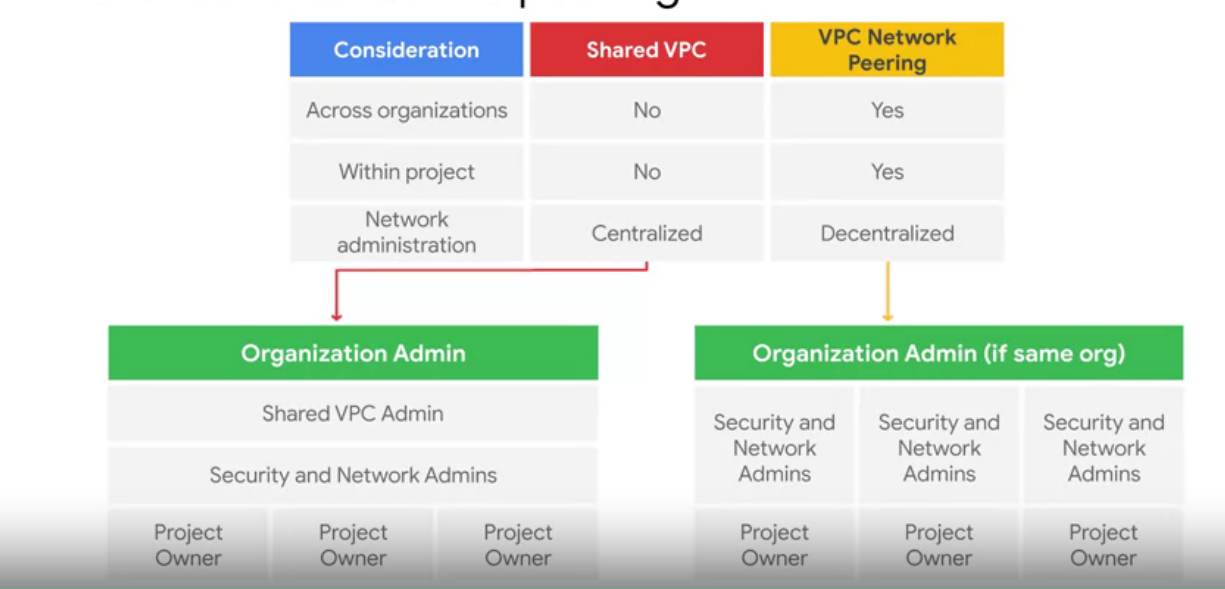 Consideration
Shared VPC
VPC Network
Peering
Across organizations
No
Yes
Within project
No
Yes
Network
administration
Centralized
Decentralized
Organization Admin
Shared VPC Admin
Security and Network Admins
Project
Owner
Project
Owner
Project
Owner
Organization Admin (if same org)
Security and
Network
Admins
Security and
Network
Admins
Security and
Network
Admins
Project
Owner
Project
Owner
Project
Owner